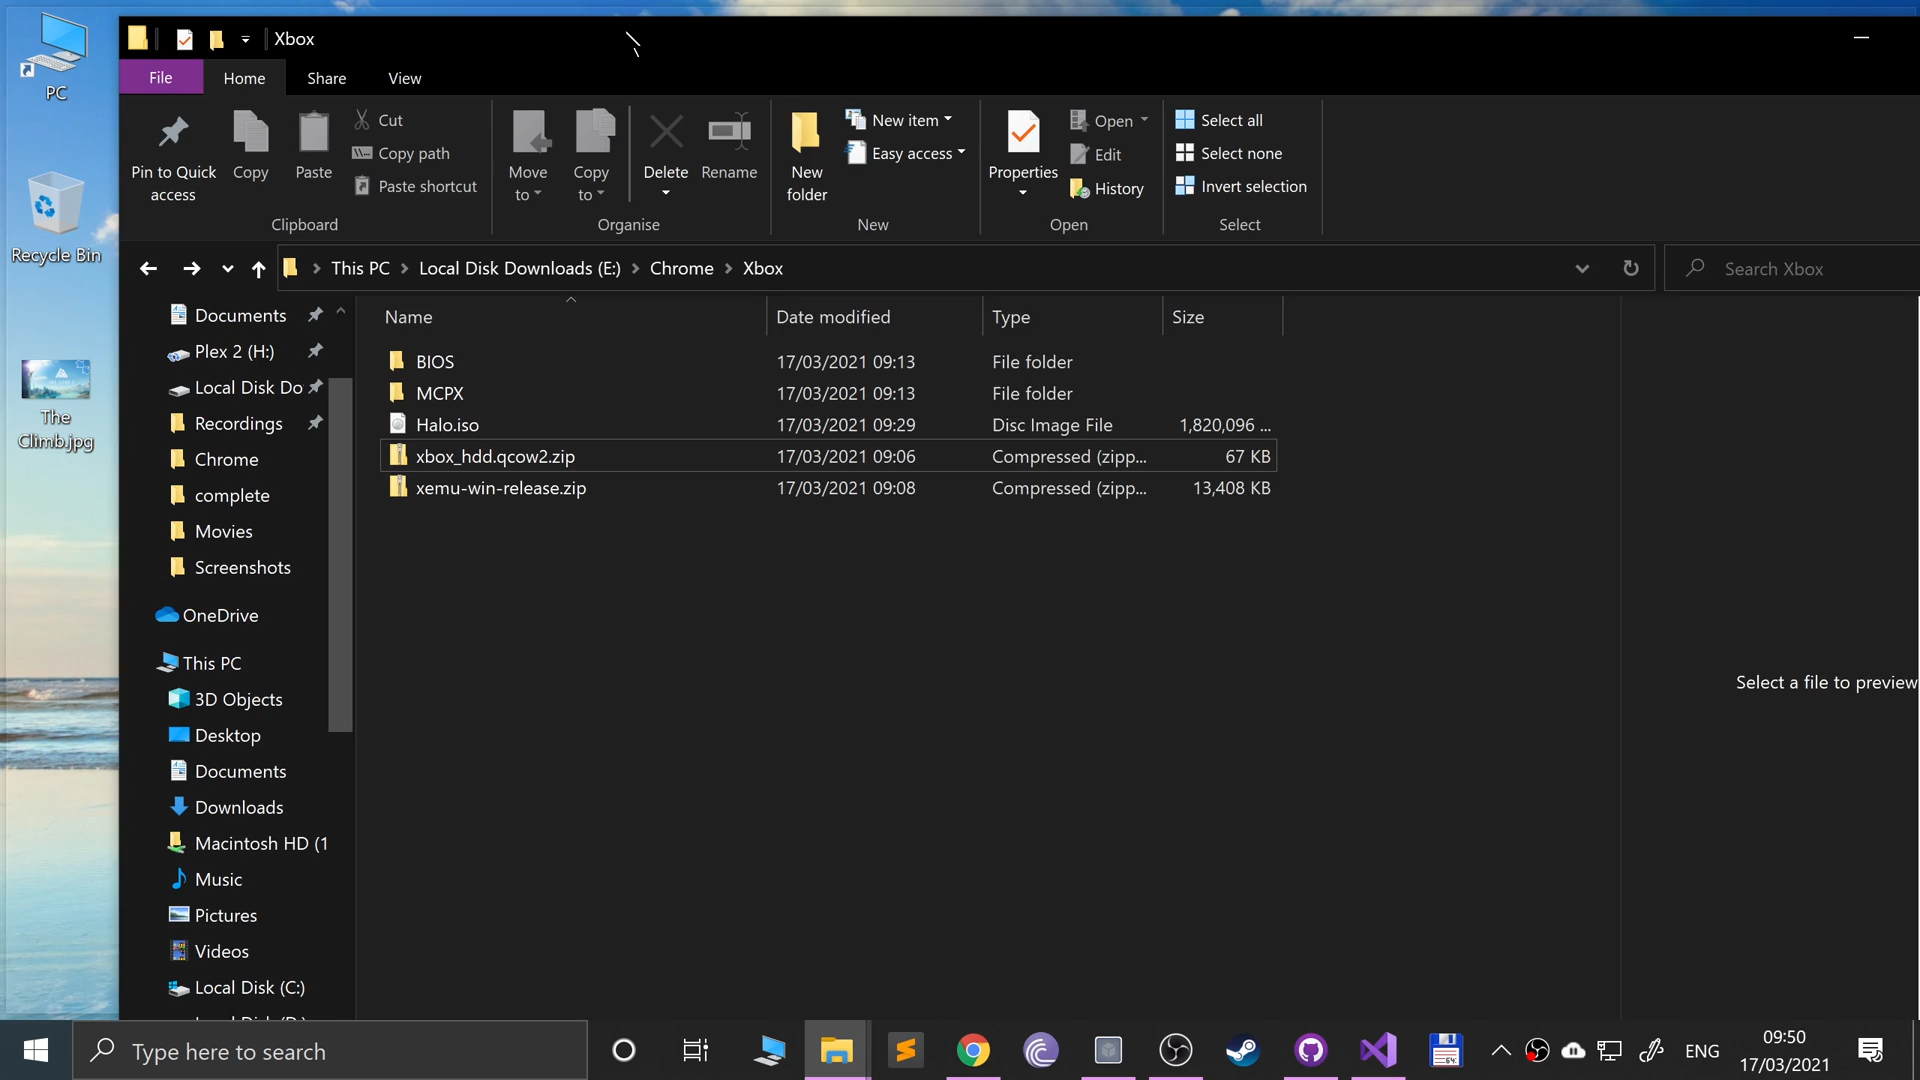 Xbox
File
Home
Share
View
Pin to Quick access
Copy
Paste
Cut
Copy path
Paste shortcut
Clipboard
Move to
Copy to
Delete
Rename
Organise
New folder
New item
Easy access
New
Properties
Open
Edit
History
Open
Select all
Select none
Invert selection
Select
This PC
Local Disk Downloads (E:)
Chrome
Xbox
Search Xbox
PC
Recycle Bin
The Climb.jpg
Documents
Plex 2 (H:)
Local Disk Do
Recordings
Chrome
complete
Movies
Screenshots
OneDrive
This PC
3D Objects
Desktop
Documents
Downloads
Macintosh HD (1
Music
Pictures
Videos
Local Disk (C:)
Name Date modified Type Size
BIOS 17/03/2021 09:13 File folder
MCPX 17/03/2021 09:13 File folder
Halo.iso 17/03/2021 09:29 Disc Image File 1,820,096 ...
xbox_hdd.qcow2.zip 17/03/2021 09:06 Compressed (zipp... 67 KB
xemu-win-release.zip 17/03/2021 09:08 Compressed (zipp... 13,408 KB
Select a file to preview
Type here to search
64:
ENG
09:50
17/03/2021